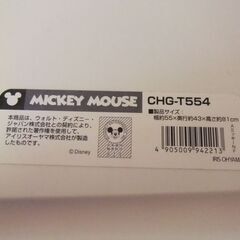 MICKEY MOUSE CHG-T554
本品は、ウォルト・ディズニー・
ジャパン株式会社との契約により、
許諾された著作権を使用して、
アイリスオーヤマ株式会社が製造
したものです。
©Disney
■製品サイズ:
幅約55×奥行約43×高さ約81cm
4 905009 942213
IRIS OHYAMA